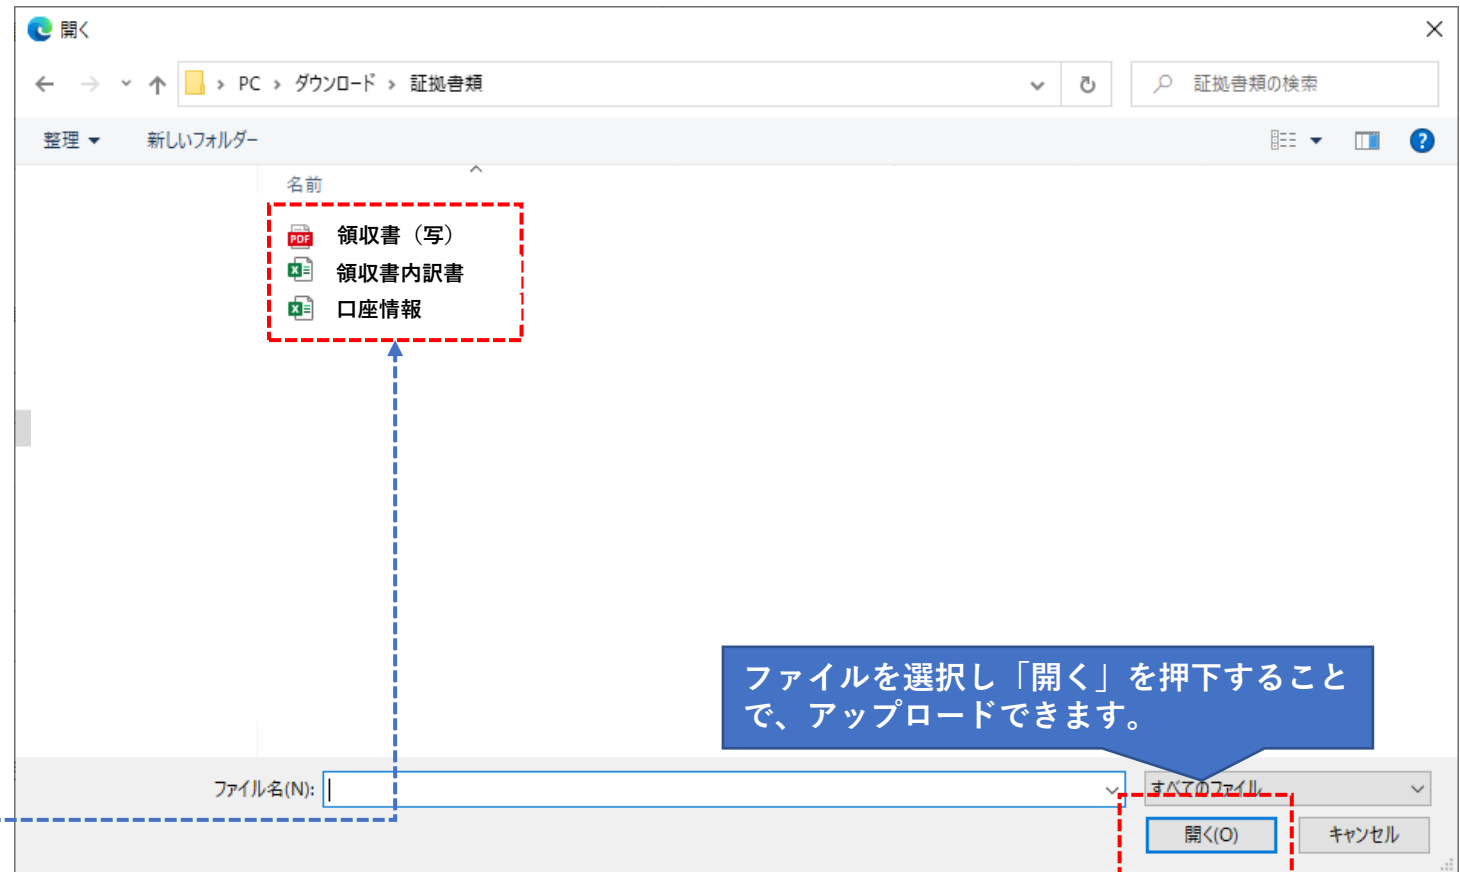 開く
PC › ダウンロード › 証拠書類
証拠書類の検索
整理
新しいフォルダー
名前
PDF
領収書（写）
領収書内訳書
口座情報
ファイルを選択し「開く」を押下すること
で、アップロードできます。
ファイル名(N):
すべてのファイル
開く(O)
キャンセル